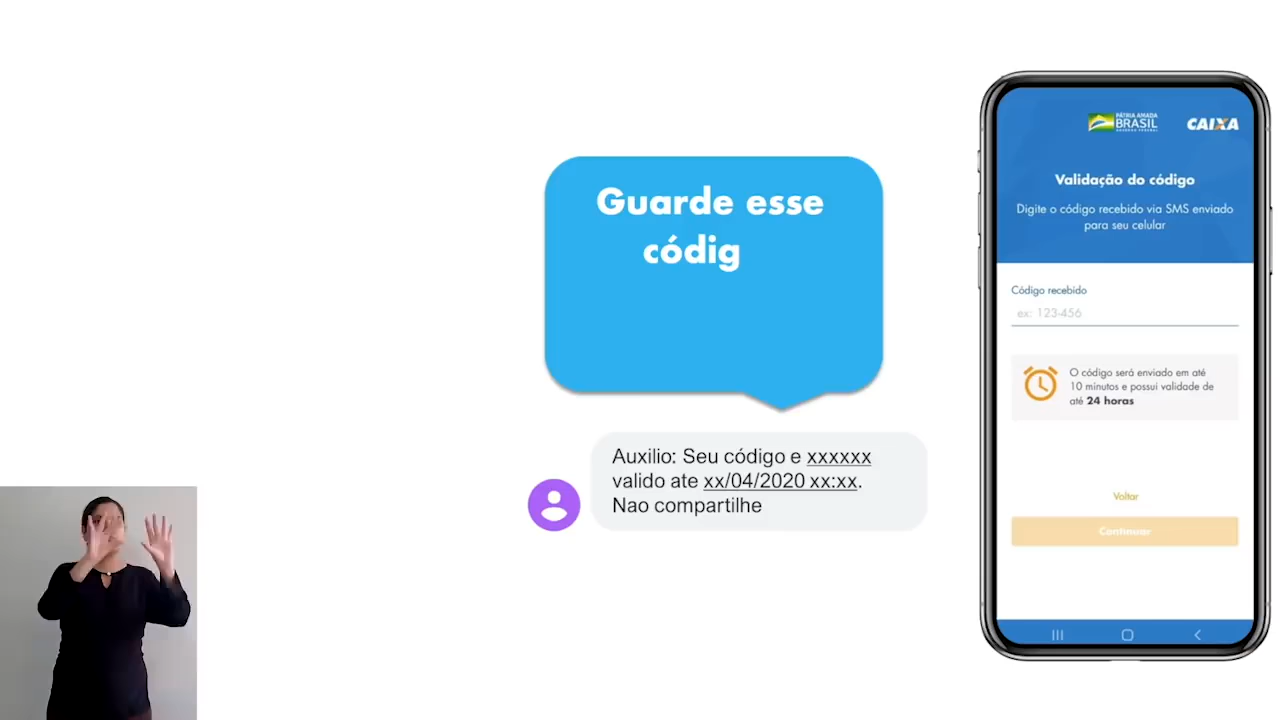 Guarde esse
códig
Auxilio: Seu código e xxxxxx
valido ate xx/04/2020 xx:xx.
Nao compartilhe
PÁTRIA AMADA
BRASIL
GOVERNO FEDERAL
CAIXA
Validação do código
Digite o código recebido via SMS enviado
para seu celular
Código recebido
ex: 123-456
O código será enviado em até
10 minutos e possui validade de
até 24 horas
Voltar
Continuar